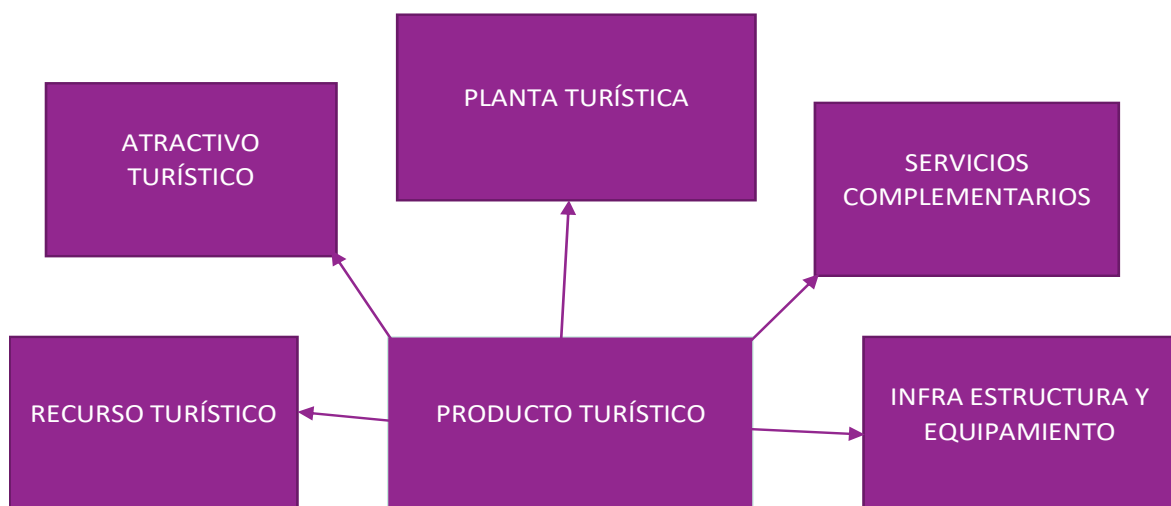 PLANTA TURÍSTICA
ATRACTIVO
TURÍSTICO
SERVICIOS
COMPLEMENTARIOS
RECURSO TURÍSTICO
PRODUCTO TURÍSTICO
INFRA ESTRUCTURA Y
EQUIPAMIENTO